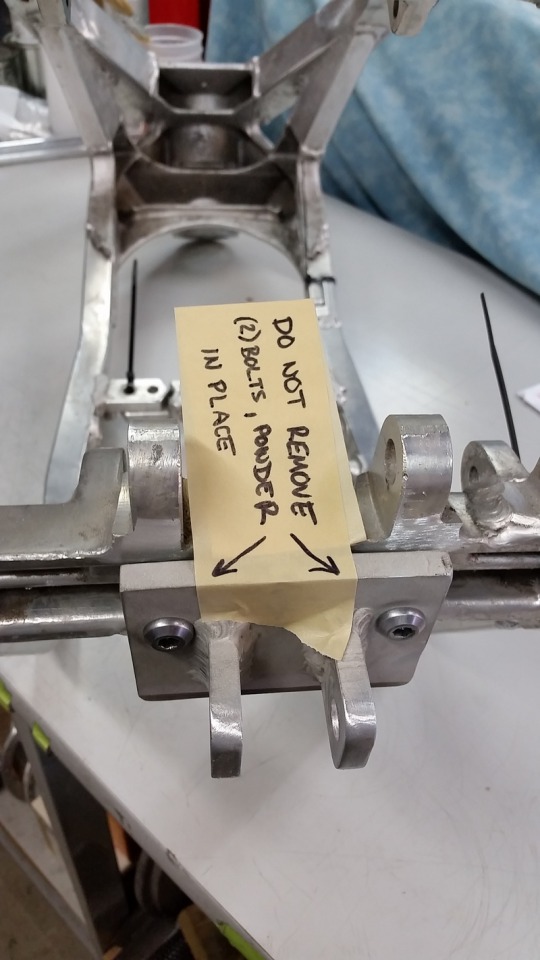 DO NOT REMOVE
(2) BOLTS, POWDER
IN PLACE